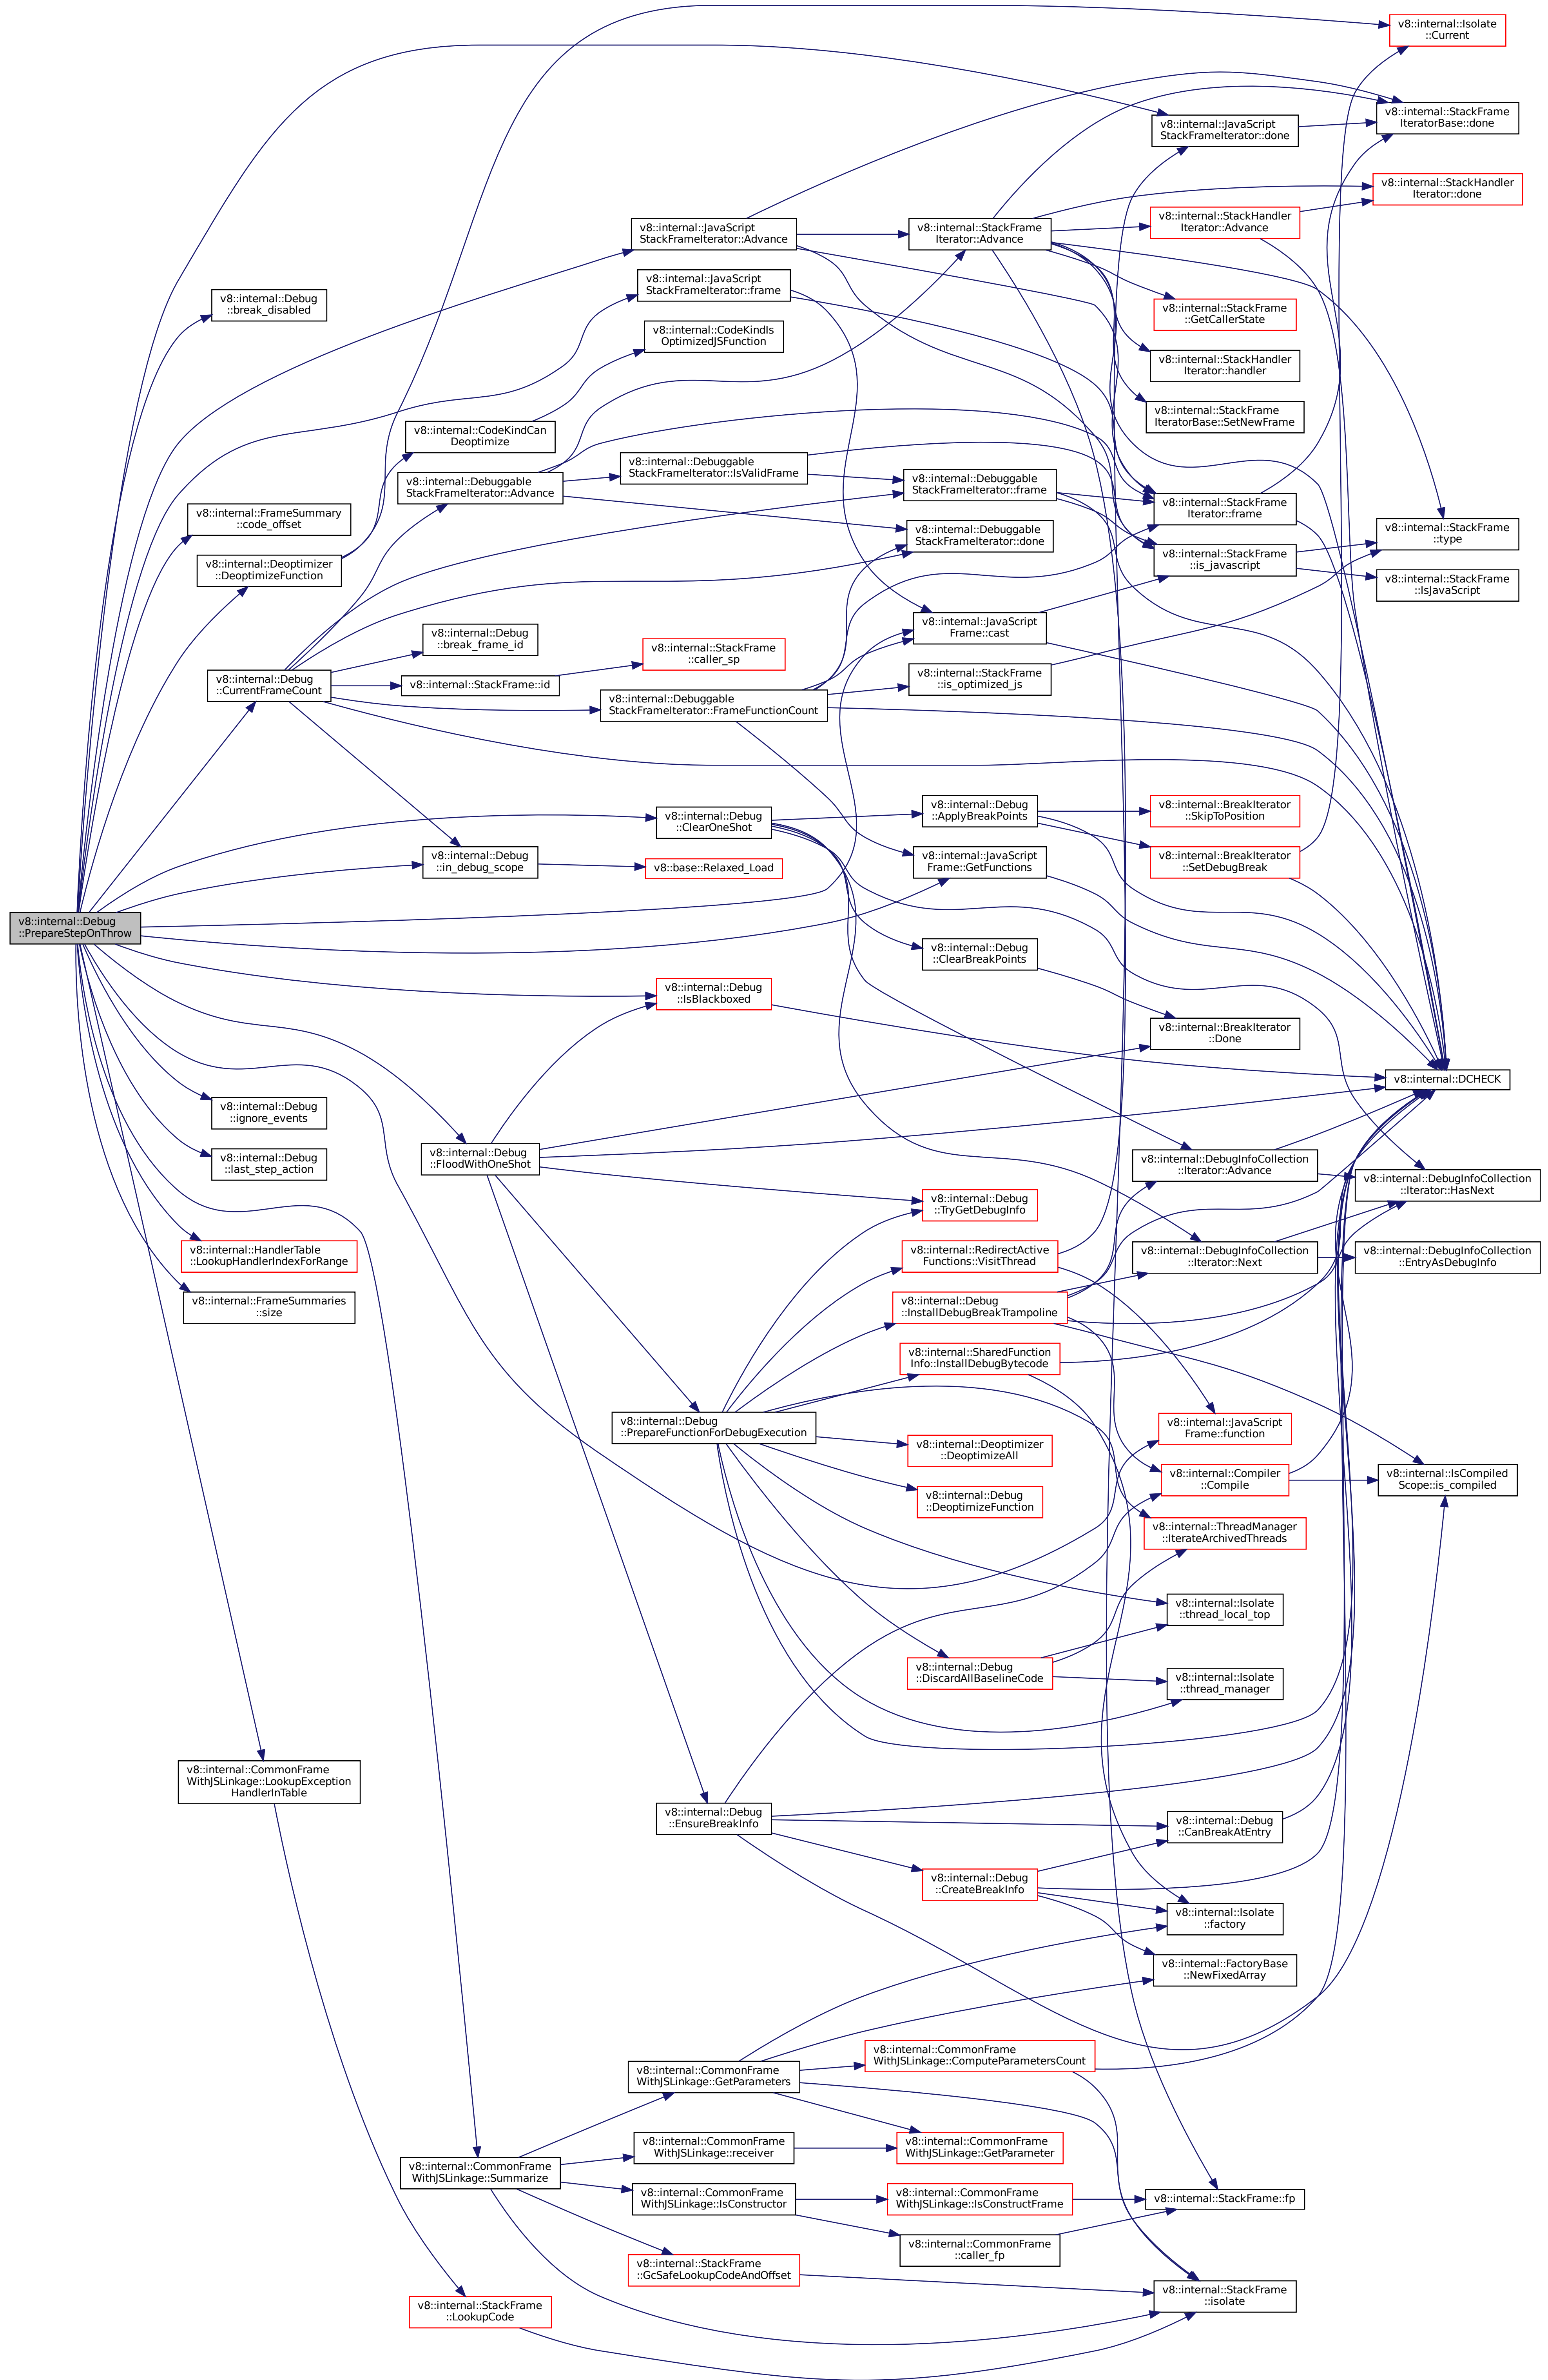 v8::internal::Isolate
::Current
v8::internal::StackFrame
IteratorBase::done
v8::internal::JavaScript
StackFrameIterator::done
v8::internal::StackHandler
Iterator::done
v8::internal::JavaScript
StackFrameIterator::Advance
v8::internal::StackFrame
Iterator::Advance
v8::internal::StackHandler
Iterator::Advance
v8::internal::JavaScript
StackFrameIterator::frame
v8::internal::Debug
::break_disabled
v8::internal::StackFrame
::GetCallerState
v8::internal::CodeKindIs
OptimizedJSFunction
v8::internal::StackHandler
Iterator::handler
v8::internal::StackFrame
IteratorBase::SetNewFrame
v8::internal::CodeKindCan
Deoptimize
v8::internal::Debuggable
StackFrameIterator::IsValidFrame
v8::internal::Debuggable
StackFrameIterator::Advance
v8::internal::Debuggable
StackFrameIterator::frame
v8::internal::StackFrame
Iterator::frame
v8::internal::FrameSummary
::code_offset
v8::internal::Debuggable
StackFrameIterator::done
v8::internal::StackFrame
::type
v8::internal::StackFrame
::is_javascript
v8::internal::Deoptimizer
::DeoptimizeFunction
v8::internal::StackFrame
::IsJavaScript
v8::internal::JavaScript
Frame::cast
v8::internal::Debug
::break_frame_id
v8::internal::StackFrame
::caller_sp
v8::internal::StackFrame
::is_optimized_js
v8::internal::Debug
::CurrentFrameCount
v8::internal::StackFrame::id
v8::internal::Debuggable
StackFrameIterator::FrameFunctionCount
v8::internal::Debug
::ClearOneShot
v8::internal::Debug
::ApplyBreakPoints
v8::internal::BreakIterator
::SkipToPosition
v8::internal::Debug
::in_debug_scope
v8::base::Relaxed_Load
v8::internal::JavaScript
Frame::GetFunctions
v8::internal::BreakIterator
::SetDebugBreak
v8::internal::Debug
::PrepareStepOnThrow
v8::internal::Debug
::ClearBreakPoints
v8::internal::Debug
::IsBlackboxed
v8::internal::BreakIterator
::Done
v8::internal::DCHECK
v8::internal::Debug
::ignore_events
v8::internal::Debug
::FloodWithOneShot
v8::internal::Debug
::last_step_action
v8::internal::DebugInfoCollection
::Iterator::Advance
v8::internal::DebugInfoCollection
::Iterator::HasNext
v8::internal::Debug
::TryGetDebugInfo
v8::internal::HandlerTable
::LookupHandlerIndexForRange
v8::internal::RedirectActive
Functions::VisitThread
v8::internal::DebugInfoCollection
::Iterator::Next
v8::internal::DebugInfoCollection
::EntryAsDebugInfo
v8::internal::FrameSummaries
::size
v8::internal::Debug
::InstallDebugBreakTrampoline
v8::internal::SharedFunction
Info::InstallDebugBytecode
v8::internal::Debug
::PrepareFunctionForDebugExecution
v8::internal::JavaScript
Frame::function
v8::internal::Deoptimizer
::DeoptimizeAll
v8::internal::Compiler
::Compile
v8::internal::IsCompiled
Scope::is_compiled
v8::internal::Debug
::DeoptimizeFunction
v8::internal::ThreadManager
::IterateArchivedThreads
v8::internal::Isolate
::thread_local_top
v8::internal::Debug
::DiscardAllBaselineCode
v8::internal::Isolate
::thread_manager
v8::internal::CommonFrame
WithJSLinkage::LookupException
HandlerInTable
v8::internal::Debug
::EnsureBreakInfo
v8::internal::Debug
::CanBreakAtEntry
v8::internal::Debug
::CreateBreakInfo
v8::internal::Isolate
::factory
v8::internal::FactoryBase
::NewFixedArray
v8::internal::CommonFrame
WithJSLinkage::ComputeParametersCount
v8::internal::CommonFrame
WithJSLinkage::GetParameters
v8::internal::CommonFrame
WithJSLinkage::receiver
v8::internal::CommonFrame
WithJSLinkage::GetParameter
v8::internal::CommonFrame
WithJSLinkage::Summarize
v8::internal::CommonFrame
WithJSLinkage::IsConstructor
v8::internal::CommonFrame
WithJSLinkage::IsConstructFrame
v8::internal::StackFrame::fp
v8::internal::CommonFrame
::caller_fp
v8::internal::StackFrame
::GcSafeLookupCodeAndOffset
v8::internal::StackFrame
::isolate
v8::internal::StackFrame
::LookupCode